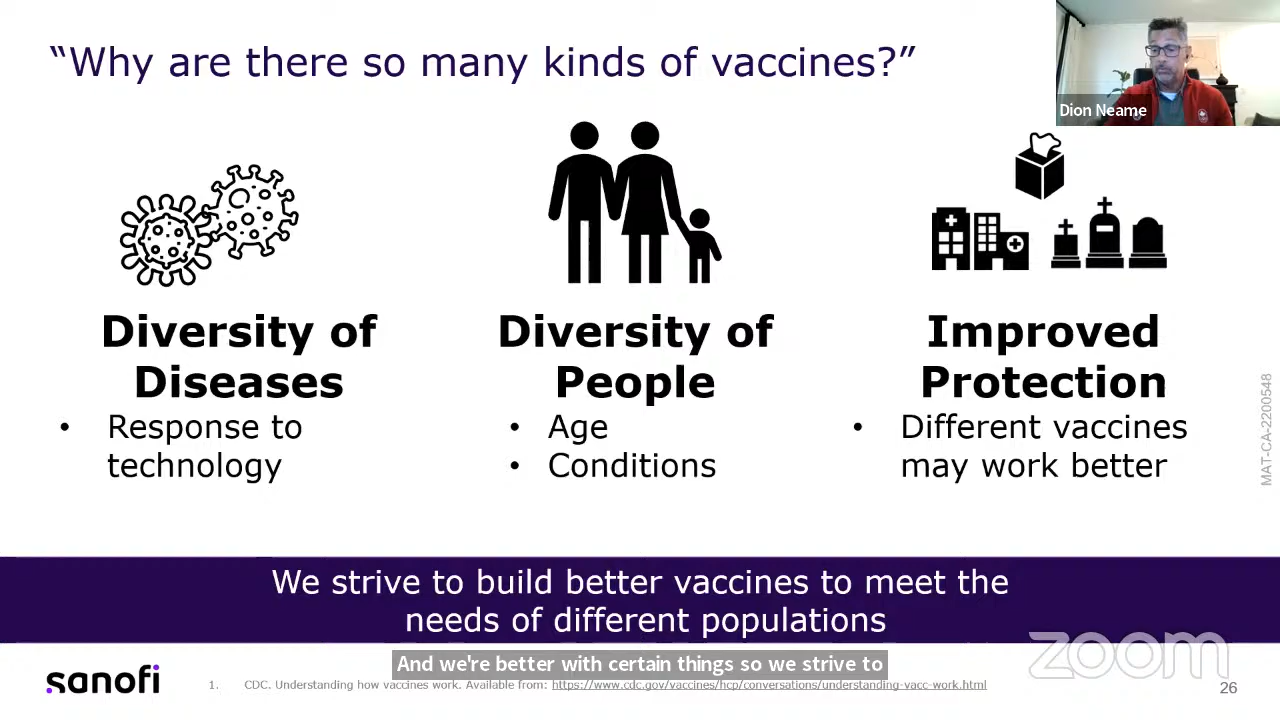 “Why are there so many kinds of vaccines?”
Dion Neame
Diversity of
Diseases
• Response to
technology
Diversity of
People
• Age
• Conditions
Improved
Protection
• Different vaccines
may work better
MAT-CA-2200548
We strive to build better vaccines to meet the
needs of different populations
zoom
And we're better with certain things so we strive to
sanofi
1. CDC. Understanding how vaccines work. Available from: https://www.cdc.gov/vaccines/hcp/conversations/understanding-vacc-work.html
26